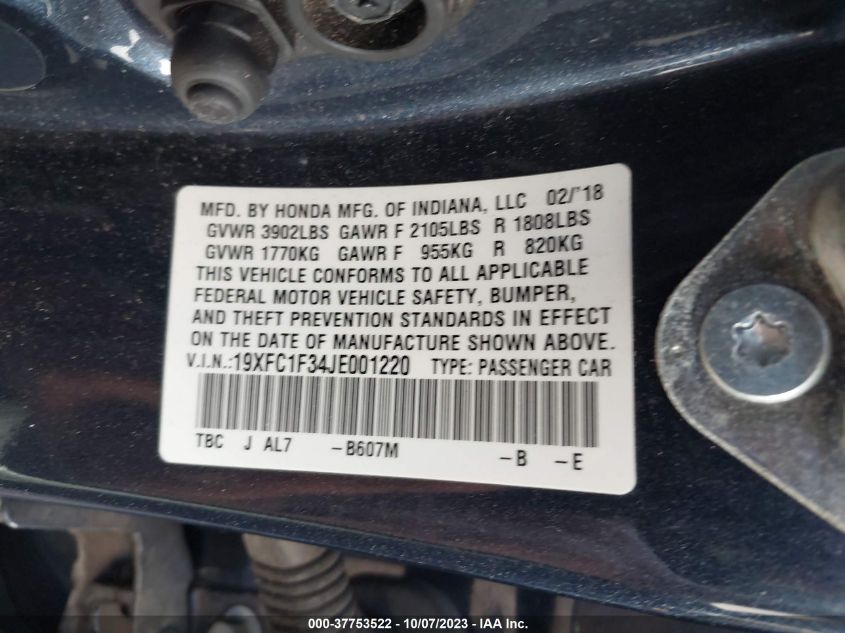 MFD. BY HONDA MFG. OF INDIANA, LLC 02/'18
GVWR 3902LBS GAWR F 2105LBS R 1808LBS
GVWR 1770KG GAWR F 955KG R 820KG
THIS VEHICLE CONFORMS TO ALL APPLICABLE
FEDERAL MOTOR VEHICLE SAFETY, BUMPER,
AND THEFT PREVENTION STANDARDS IN EFFECT
ON THE DATE OF MANUFACTURE SHOWN ABOVE.
V.I.N.:19XFC1F34JE001220 TYPE: PASSENGER CAR
TBC J AL7 -B607M -B -E
000-37753522 - 10/07/2023 - IAA Inc.